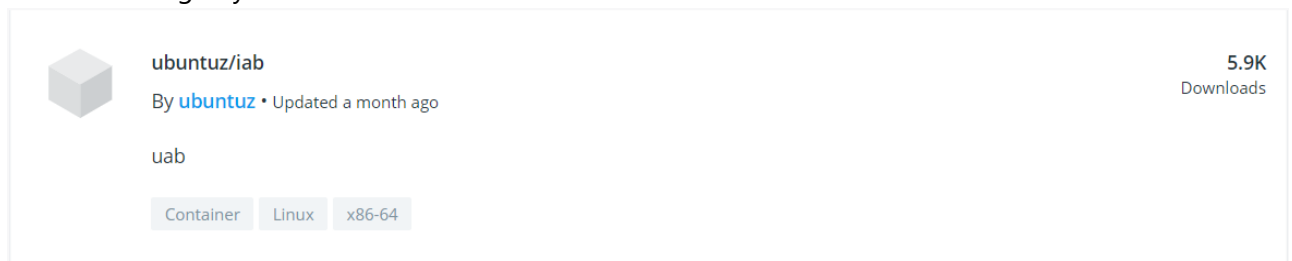 ubuntuz/iab
5.9K
By ubuntuz • Updated a month ago
Downloads
uab
Container Linux x86-64